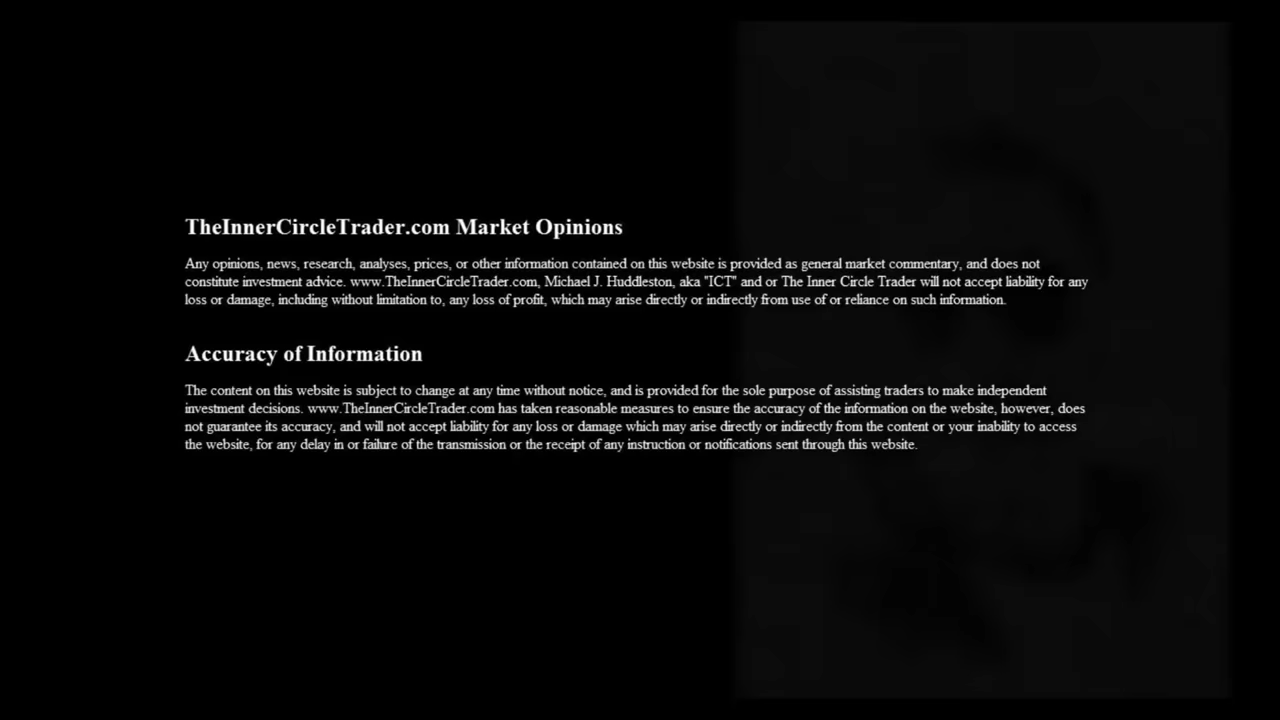 TheInnerCircleTrader.com Market Opinions
Any opinions, news, research, analyses, prices, or other information contained on this website is provided as general market commentary, and does not
constitute investment advice. www.TheInnerCircleTrader.com, Michael J. Huddleston, aka "ICT" and or The Inner Circle Trader will not accept liability for any
loss or damage, including without limitation to, any loss of profit, which may arise directly or indirectly from use of or reliance on such information.
Accuracy of Information
The content on this website is subject to change at any time without notice, and is provided for the sole purpose of assisting traders to make independent
investment decisions. www.TheInnerCircleTrader.com has taken reasonable measures to ensure the accuracy of the information on the website, however, does
not guarantee its accuracy, and will not accept liability for any loss or damage which may arise directly or indirectly from the content or your inability to access
the website, for any delay in or failure of the transmission or the receipt of any instruction or notifications sent through this website.